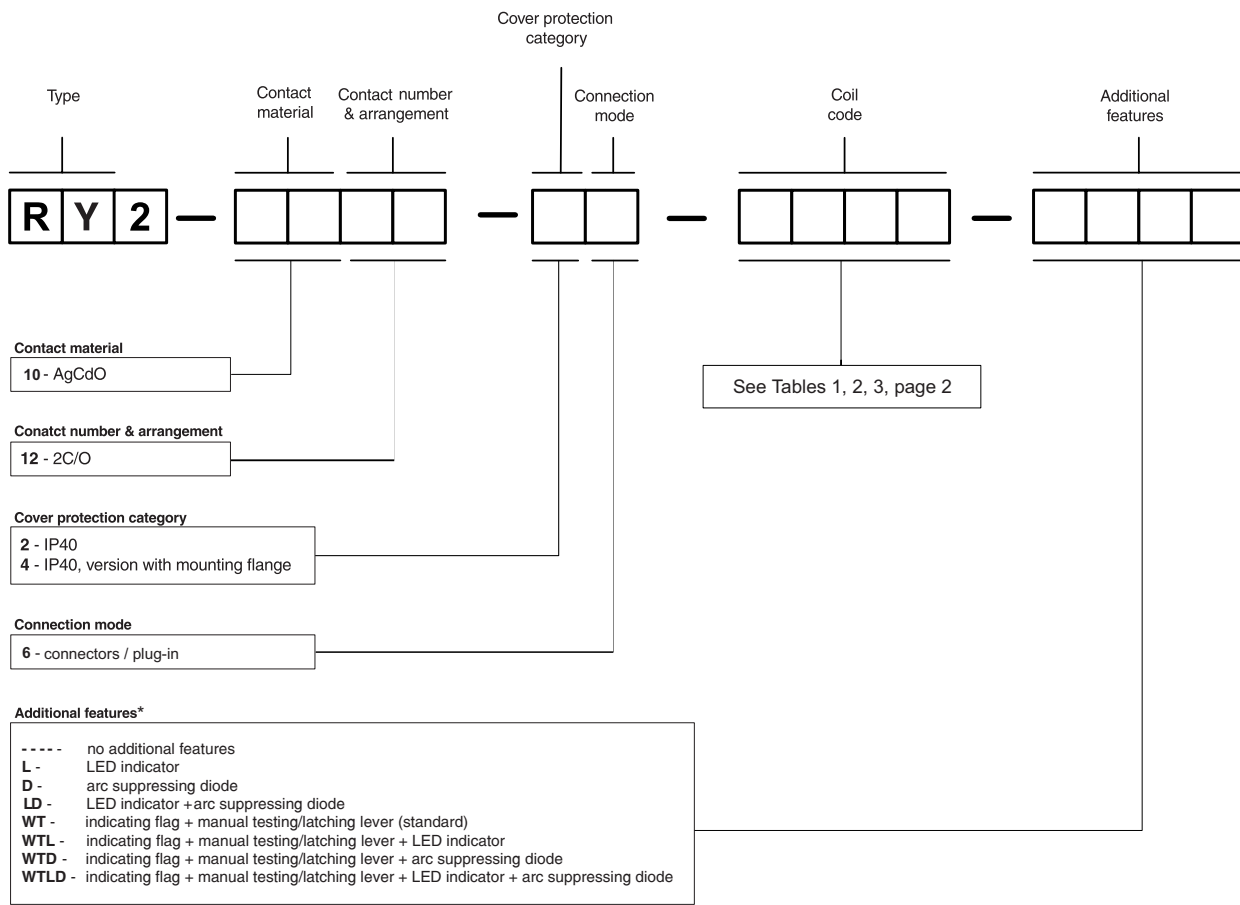 Cover protection
category
Type
Contact
material
Contact number
& arrangement
Connection
mode
Coil
code
Additional
features
R Y 2 — — — —
Contact material
10 - AgCdO
See Tables 1, 2, 3, page 2
Conatct number & arrangement
12 - 2C/O
Cover protection category
2 - IP40
4 - IP40, version with mounting flange
Connection mode
6 - connectors / plug-in
Additional features*
- - - - - no additional features
L - LED indicator
D - arc suppressing diode
LD - LED indicator +arc suppressing diode
WT - indicating flag + manual testing/latching lever (standard)
WTL - indicating flag + manual testing/latching lever + LED indicator
WTD - indicating flag + manual testing/latching lever + arc suppressing diode
WTLD - indicating flag + manual testing/latching lever + LED indicator + arc suppressing diode